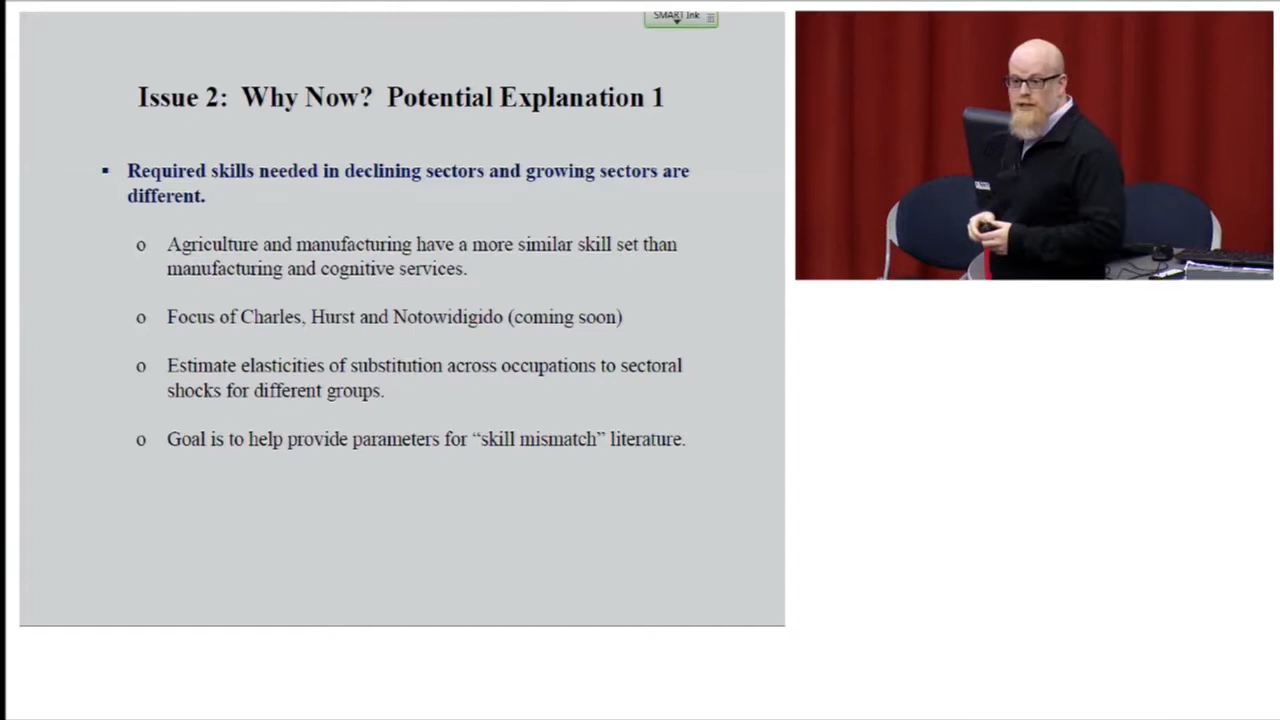 SMART Ink
Issue 2: Why Now? Potential Explanation 1
▪ Required skills needed in declining sectors and growing sectors are
different.
o Agriculture and manufacturing have a more similar skill set than
manufacturing and cognitive services.
o Focus of Charles, Hurst and Notowidigido (coming soon)
o Estimate elasticities of substitution across occupations to sectoral
shocks for different groups.
o Goal is to help provide parameters for “skill mismatch” literature.